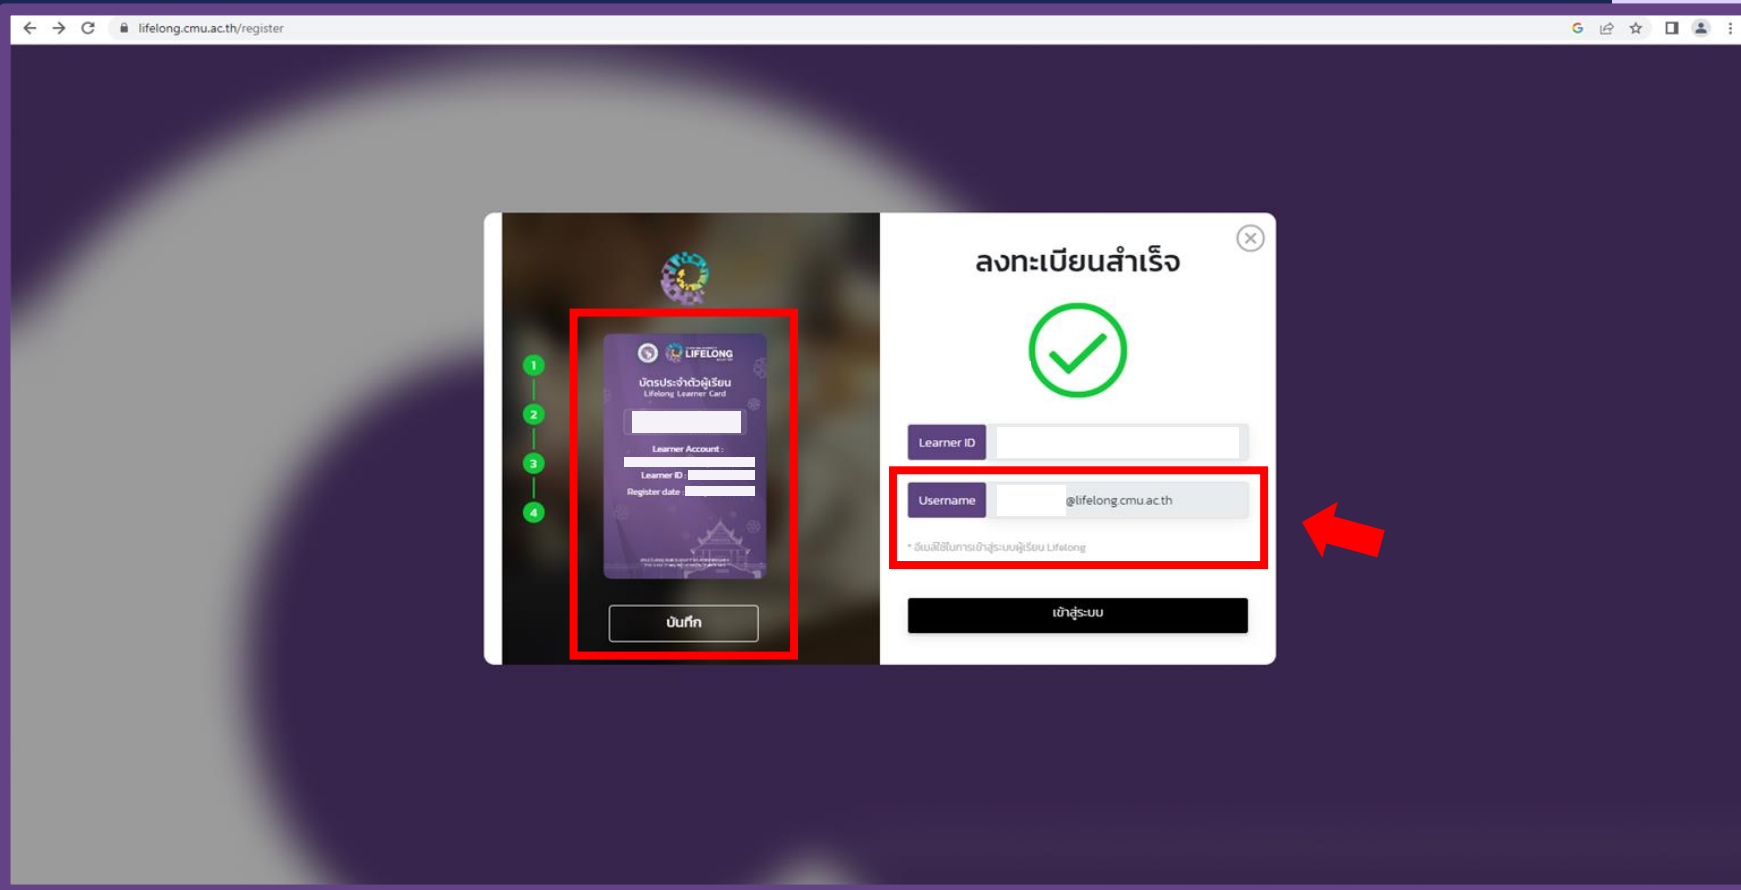 lifelong.cmu.ac.th/register
LIFELONG
บัตรประจำตัวผู้เรียน
Lifelong Learner Card
Learner Account :
Learner ID :
Register date :
1
2
3
4
บันทึก
ลงทะเบียนสำเร็จ
Learner ID
Username @lifelong.cmu.ac.th
* อีเมลใช้ในการเข้าสู่ระบบผู้เรียน Lifelong
เข้าสู่ระบบ